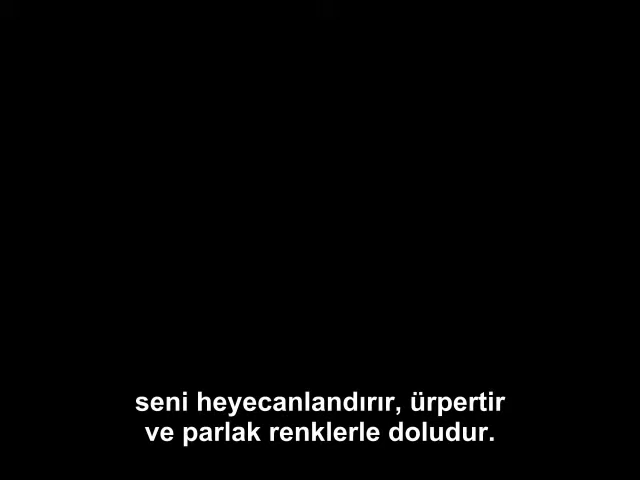 seni heyecanlandırır, ürpertir
ve parlak renklerle doludur.